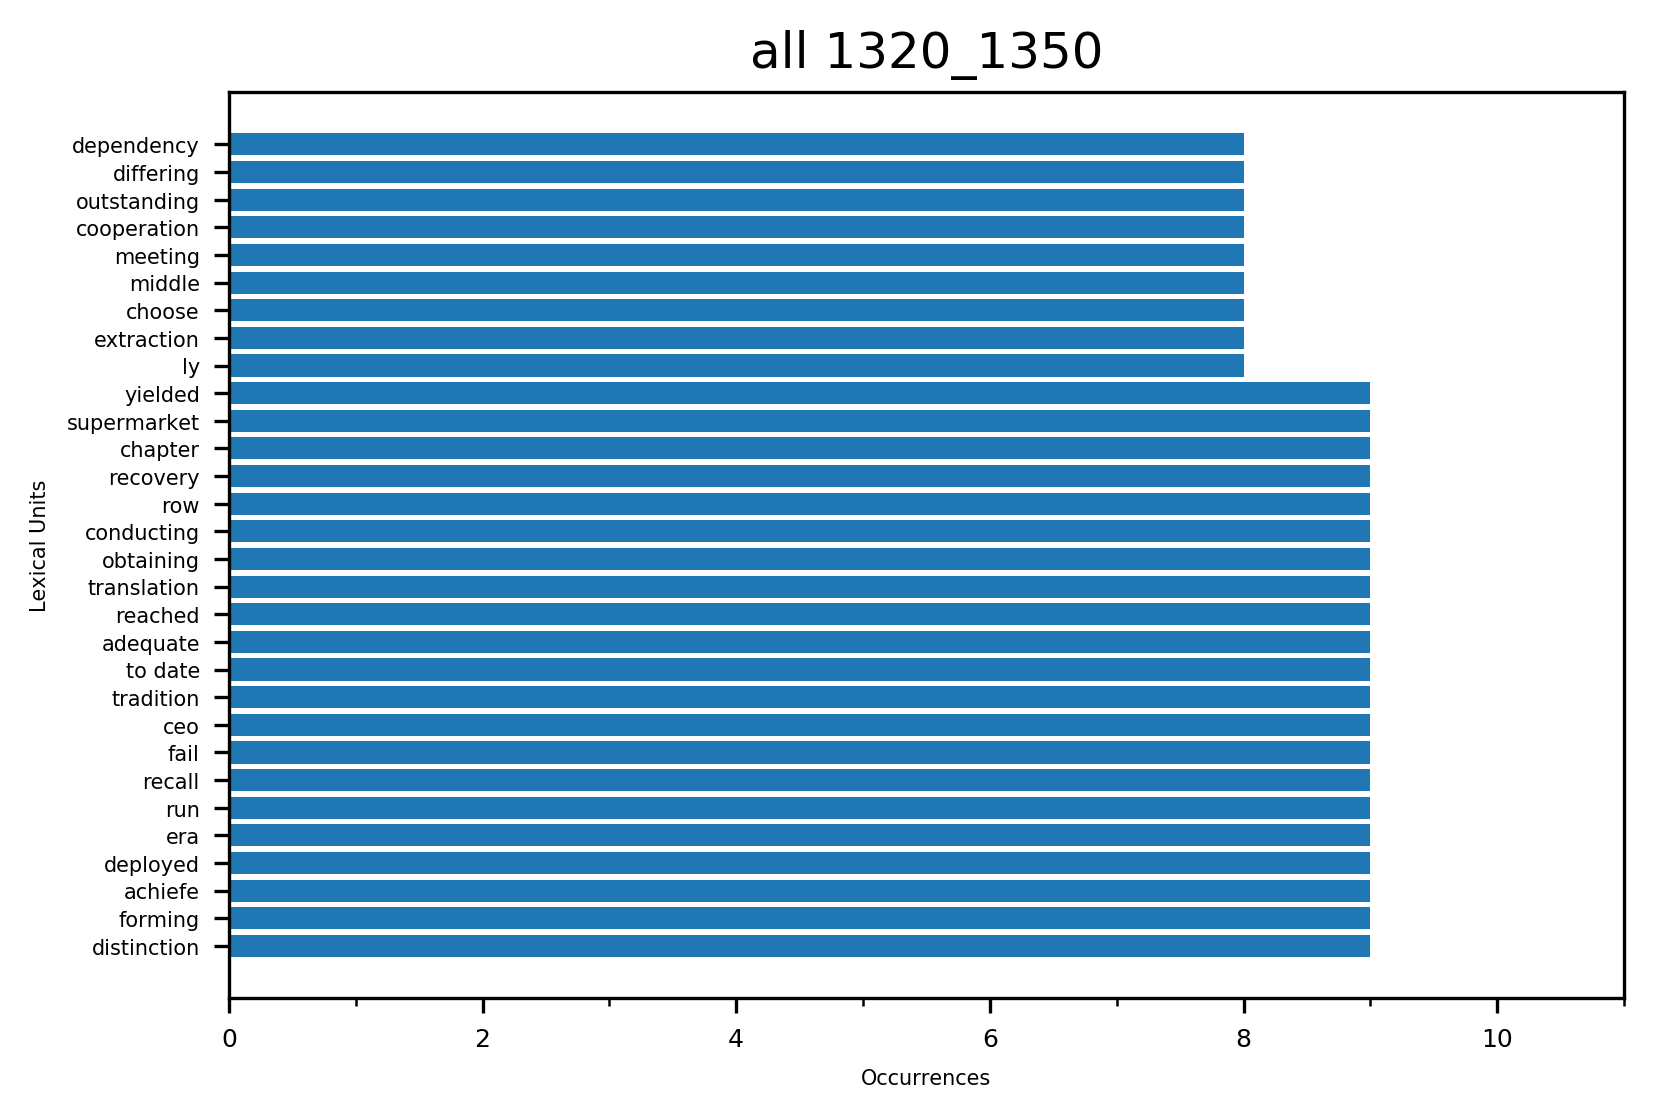 all 1320_1350
dependency
differing
outstanding
cooperation
meeting
middle
choose
extraction
ly
yielded
supermarket
chapter
recovery
row
conducting
obtaining
translation
reached
adequate
to date
tradition
ceo
fail
recall
run
era
deployed
achiefe
forming
distinction
Lexical Units
0 2 4 6 8 10
Occurrences